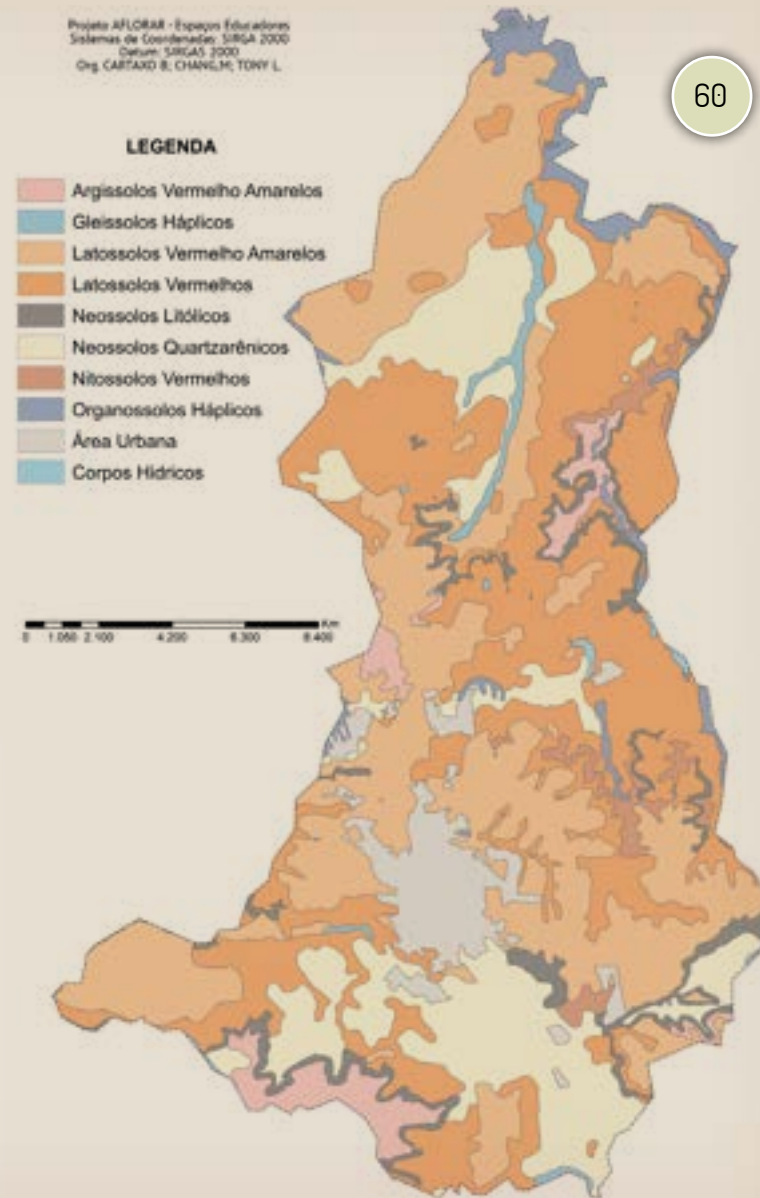 Projeto AFLORAR - Espaços Educadores
Sistemas de Coordenadas: SIRGA 2000
Datum: SIRGAS 2000
Org. CARTAXO B; CHANG,M; TONY L.
60
LEGENDA
Argissolos Vermelho Amarelos
Gleissolos Háplicos
Latossolos Vermelho Amarelos
Latossolos Vermelhos
Neossolos Litólicos
Neossolos Quartzarênicos
Nitossolos Vermelhos
Organossolos Háplicos
Área Urbana
Corpos Hídricos
Km
0 1.050 2.100 4.200 6.300 8.400